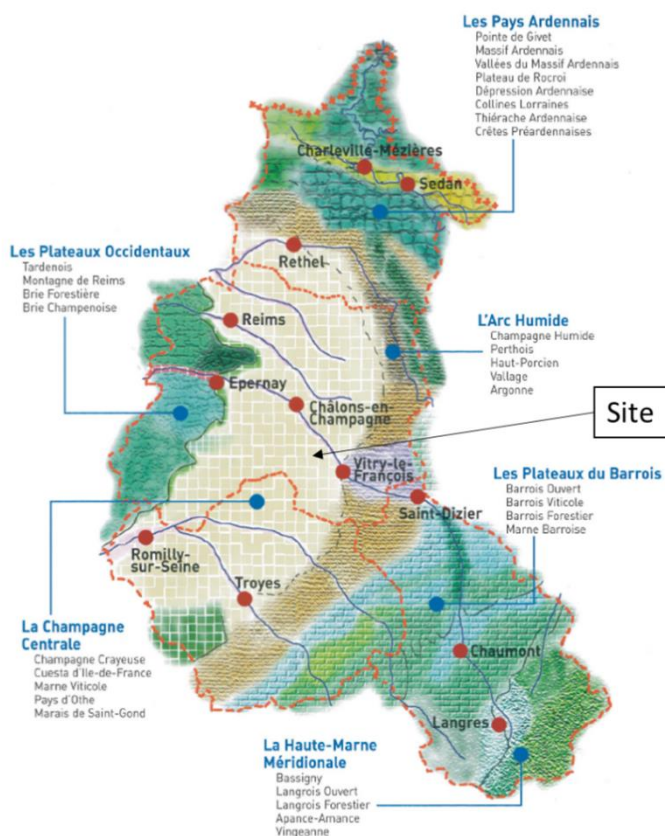 Les Pays Ardennais
Pointe de Givet
Massif Ardennais
Vallées du Massif Ardennais
Plateau de Rocroi
Dépression Ardennaise
Collines Lorraines
Thiérache Ardennaise
Crêtes Préardennaises
Charleville-Mézières
Sedan
Les Plateaux Occidentaux
Tardenois
Montagne de Reims
Brie Forestière
Brie Champenoise
Rethel
Reims
L'Arc Humide
Champagne Humide
Perthois
Haut-Porcien
Vallage
Argonne
Epernay
Châlons-en-
Champagne
Site
Vitry-le-
François
Les Plateaux du Barrois
Barrois Ouvert
Barrois Viticole
Barrois Forestier
Marne Barroise
Saint-Dizier
Romilly-
sur-Seine
Troyes
La Champagne
Centrale
Champagne Crayeuse
Cuesta d'Ile-de-France
Marne Viticole
Pays d'Othe
Marais de Saint-Gond
Chaumont
Langres
La Haute-Marne
Méridionale
Bassigny
Langrois Ouvert
Langrois Forestier
Apance-Amance
Vingeanne